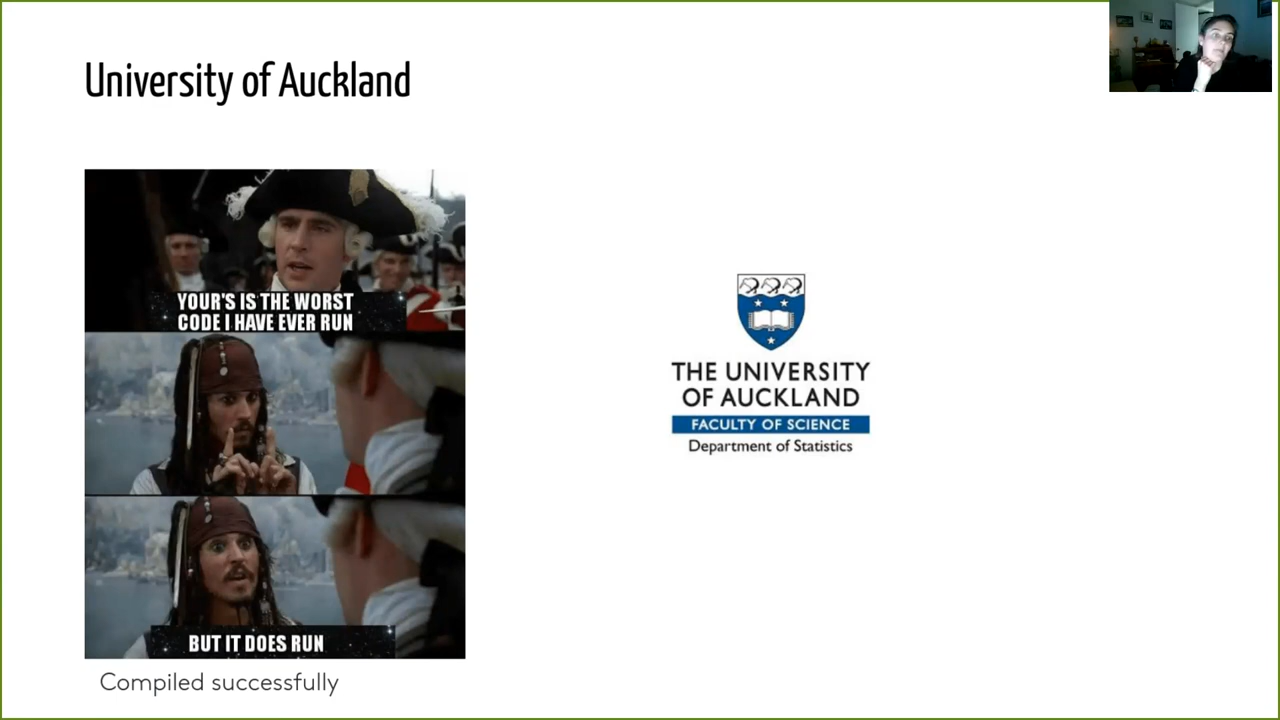 University of Auckland
YOUR'S IS THE WORST
CODE I HAVE EVER RUN
BUT IT DOES RUN
Compiled successfully
THE UNIVERSITY
OF AUCKLAND
FACULTY OF SCIENCE
Department of Statistics